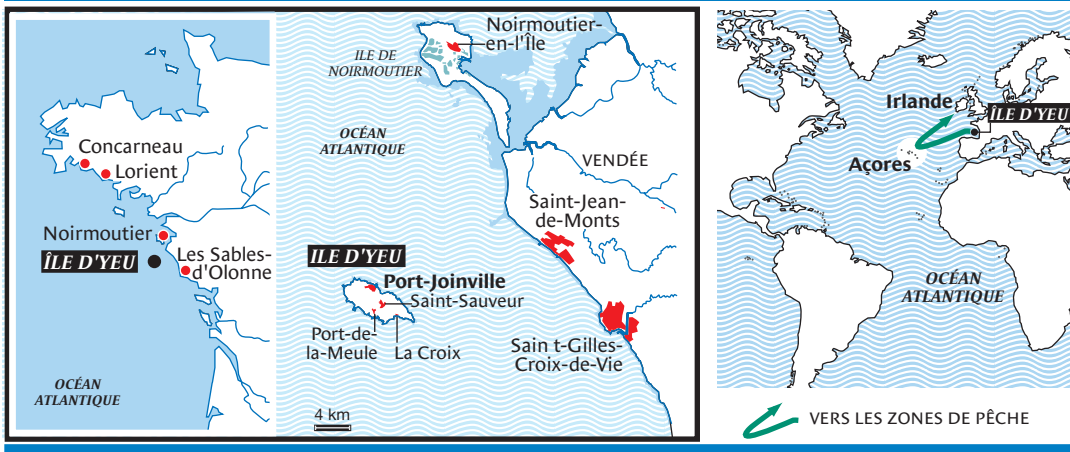 Concarneau
Lorient
Noirmoutier
ÎLE D'YEU
Les Sables-
d'Olonne
OCÉAN
ATLANTIQUE
Noirmoutier-
en-l'Île
ILE DE
NOIRMOUTIER
OCÉAN
ATLANTIQUE
VENDÉE
Saint-Jean-
de-Monts
ILE D'YEU
Port-Joinville
Saint-Sauveur
Port-de-
la-Meule
La Croix
Sain t-Gilles-
Croix-de-Vie
4 km
Irlande
ÎLE D'YEU
Açores
OCÉAN
ATLANTIQUE
VERS LES ZONES DE PÊCHE